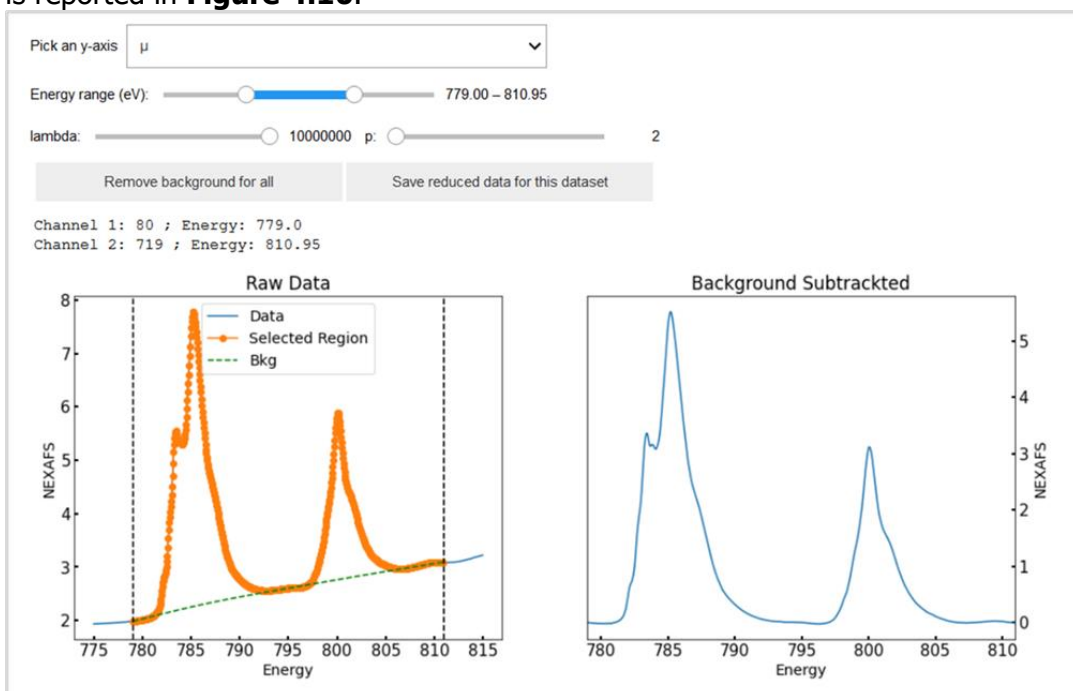 is reported in Figure 4.10.
Pick an y-axis μ
Energy range (eV): 779.00 – 810.95
lambda: 10000000 p: 2
Remove background for all Save reduced data for this dataset
Channel 1: 80 ; Energy: 779.0
Channel 2: 719 ; Energy: 810.95
Raw Data
8
7
6
5
4
3
2
NEXAFS
Data
Selected Region
Bkg
775 780 785 790 795 800 805 810 815
Energy
Background Subtrackted
5
4
3
2
1
0
NEXAFS
780 785 790 795 800 805 810
Energy